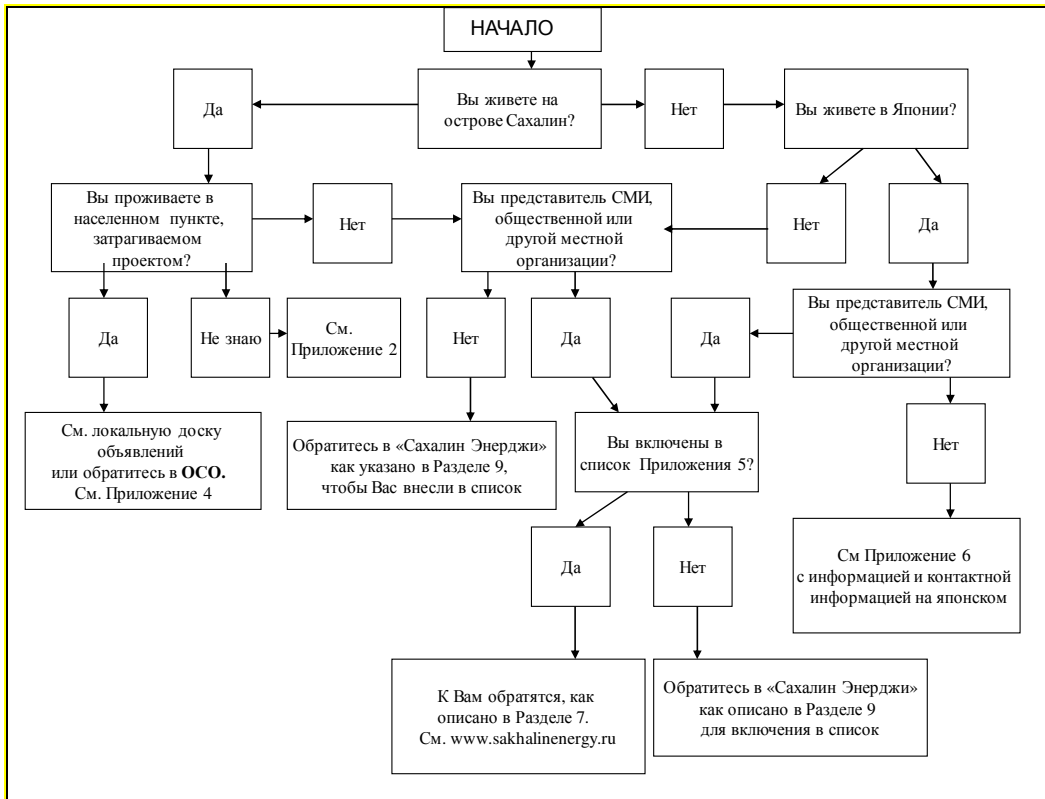 НАЧАЛО
Да
Вы живете на
острове Сахалин?
Нет
Вы живете в Японии?
Вы проживаете в
населенном пункте,
затрагиваемом
проектом?
Нет
Вы представитель СМИ,
общественной или
другой местной
организации?
Нет
Да
Да
Не знаю
См.
Приложение 2
Нет
Да
Да
Вы представитель СМИ,
общественной или
другой местной
организации?
См. локальную доску
объявлений
или обратитесь в ОСО.
См. Приложение 4
Обратитесь в «Сахалин Энерджи»
как указано в Разделе 9,
чтобы Вас внесли в список
Вы включены в
список Приложения 5?
Нет
Да
Нет
См Приложение 6
с информацией и контактной
информацией на японском
К Вам обратятся, как
описано в Разделе 7.
См. www.sakhalinenergy.ru
Обратитесь в «Сахалин Энерджи»
как описано в Разделе 9
для включения в список